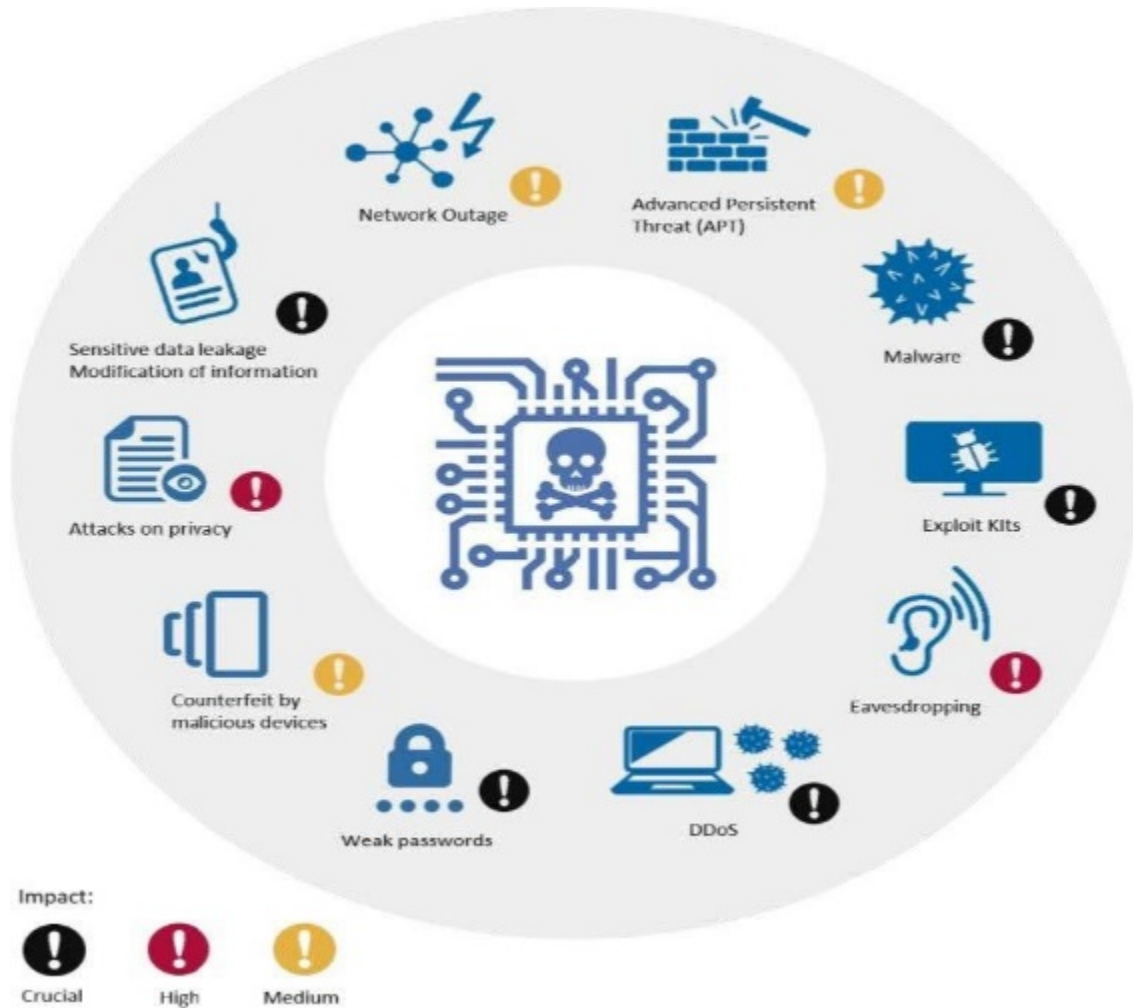 Network Outage
Advanced Persistent
Threat (APT)
Malware
Exploit KIts
Eavesdropping
DDoS
Weak passwords
Counterfeit by
malicious devices
Attacks on privacy
Sensitive data leakage
Modification of information
Impact:
Crucial
High
Medium